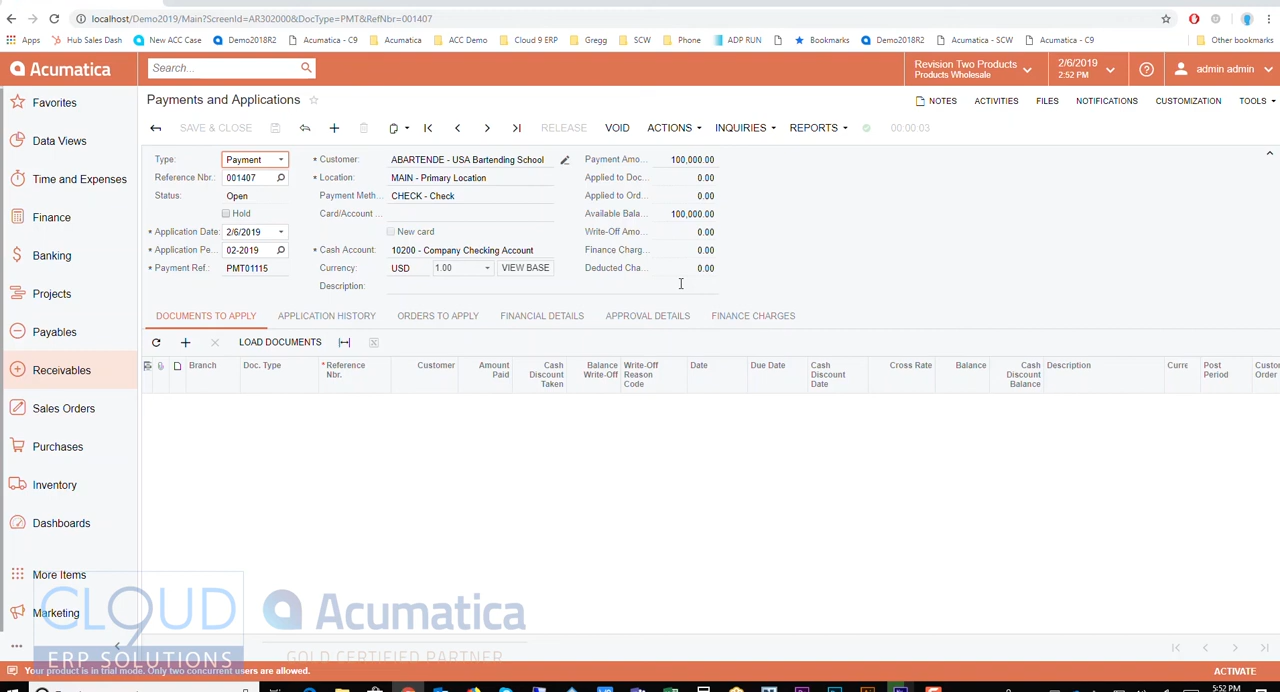 localhost/Demo2019/Main?ScreenId=AR302000&DocType=PMT&RefNbr=001407
Apps Hub Sales Dash New ACC Case Demo2018R2 Acumatica - C9 Acumatica ACC Demo Cloud 9 ERP Gregg SCW Phone ADP RUN Bookmarks Demo2018R2 Acumatica - SCW Acumatica - C9 Other bookmarks
Acumatica Search... Revision Two Products Products Wholesale 2/6/2019 2:52 PM admin admin
Favorites
Data Views
Time and Expenses
Finance
Banking
Projects
Payables
Receivables
Sales Orders
Purchases
Inventory
Dashboards
More Items
Marketing
Payments and Applications NOTES ACTIVITIES FILES NOTIFICATIONS CUSTOMIZATION TOOLS
SAVE & CLOSE RELEASE VOID ACTIONS INQUIRIES REPORTS 00:00:03
Type: Payment * Customer: ABARTENDE - USA Bartending School Payment Amo... 100,000.00
Reference Nbr.: 001407 * Location: MAIN - Primary Location Applied to Doc... 0.00
Status: Open Payment Meth... CHECK - Check Applied to Ord... 0.00
Hold Card/Account ... Available Bala... 100,000.00
* Application Date: 2/6/2019 New card Write-Off Amo... 0.00
* Application Pe... 02-2019 * Cash Account: 10200 - Company Checking Account Finance Charg... 0.00
* Payment Ref.: PMT01115 Currency: USD 1.00 VIEW BASE Deducted Cha... 0.00
Description:
DOCUMENTS TO APPLY APPLICATION HISTORY ORDERS TO APPLY FINANCIAL DETAILS APPROVAL DETAILS FINANCE CHARGES
LOAD DOCUMENTS
Branch Doc. Type * Reference Nbr. Customer Amount Paid Cash Discount Taken Balance Write-Off Write-Off Reason Code Date Due Date Cash Discount Date Cross Rate Balance Cash Discount Balance Description Curre Post Period Custo Order
CLOUD 9
ERP SOLUTIONS
Acumatica
GOLD CERTIFIED PARTNER
Your product is in trial mode. Only two concurrent users are allowed. ACTIVATE
5:52 PM